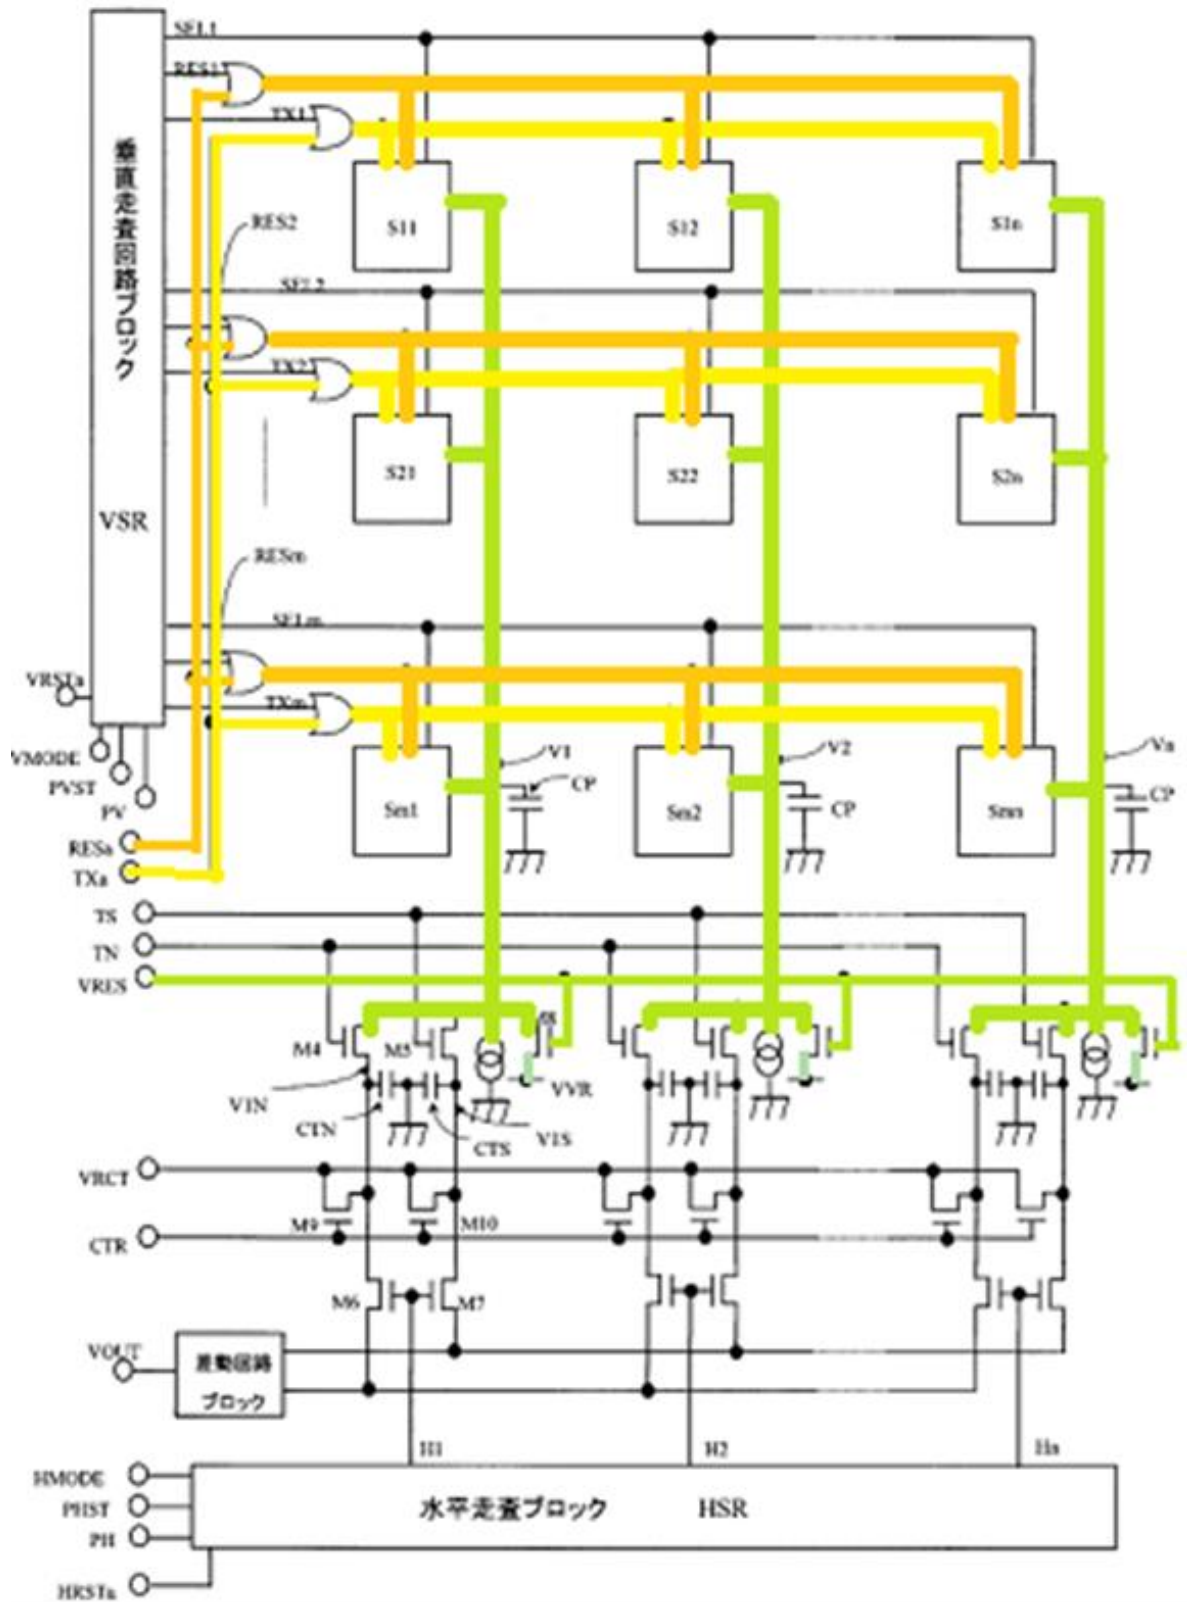 SEL1
RES1
TX1
垂直走査回路ブロック
S11
S12
S1n
RES2
SEL2
TX2
S21
S22
S2n
VSR
RESm
SELm
VRSTa
TXm
VMODE
PVST
PV
V1
V2
Vn
CP
CP
CP
Sm1
Sm2
Smn
RESa
TXa
TS
TN
VRES
M4
M5
M8
VVR
V1N
CTN
CTS
V1S
VRCT
M9
M10
CTR
M6
M7
VOUT
差動回路
ブロック
H1
H2
Hn
HMODE
PHST
PH
水平走査ブロック HSR
HRSTa